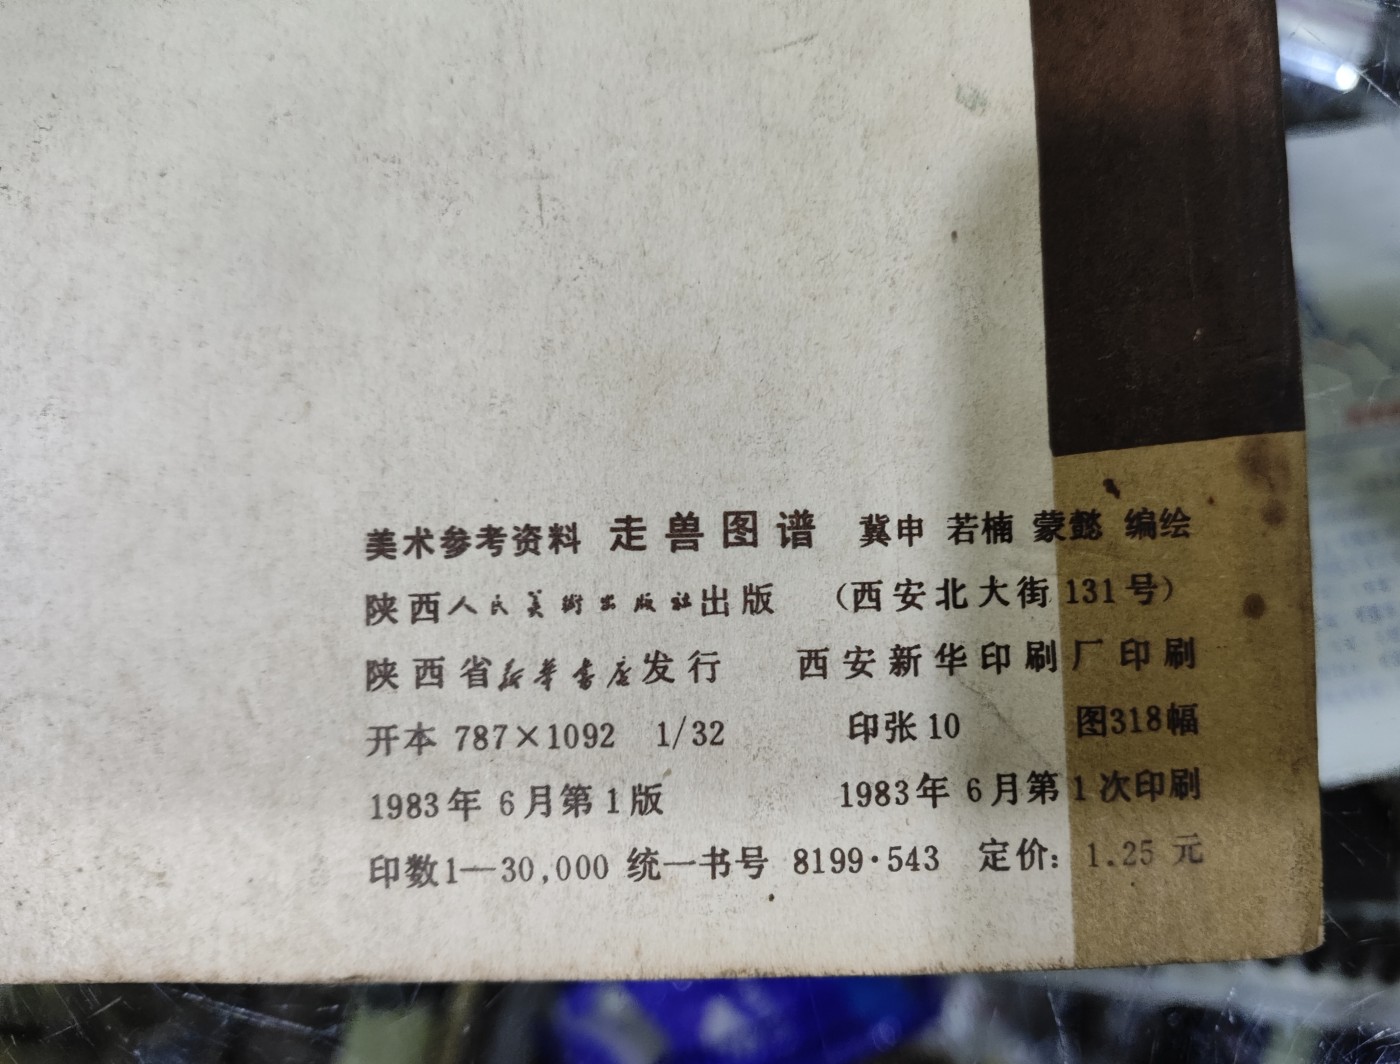 美术参考资料 走兽图谱 冀申 若楠 蒙懿 编绘
陕西人民美術出版社出版 (西安北大街131号)
陕西省新华书店发行 西安新华印刷厂印刷
开本 787×1092 1/32 印张10 图318幅
1983年 6月第1版 1983年 6月第1次印刷
印数1—30,000 统一书号 8199·543 定价: 1.25 元